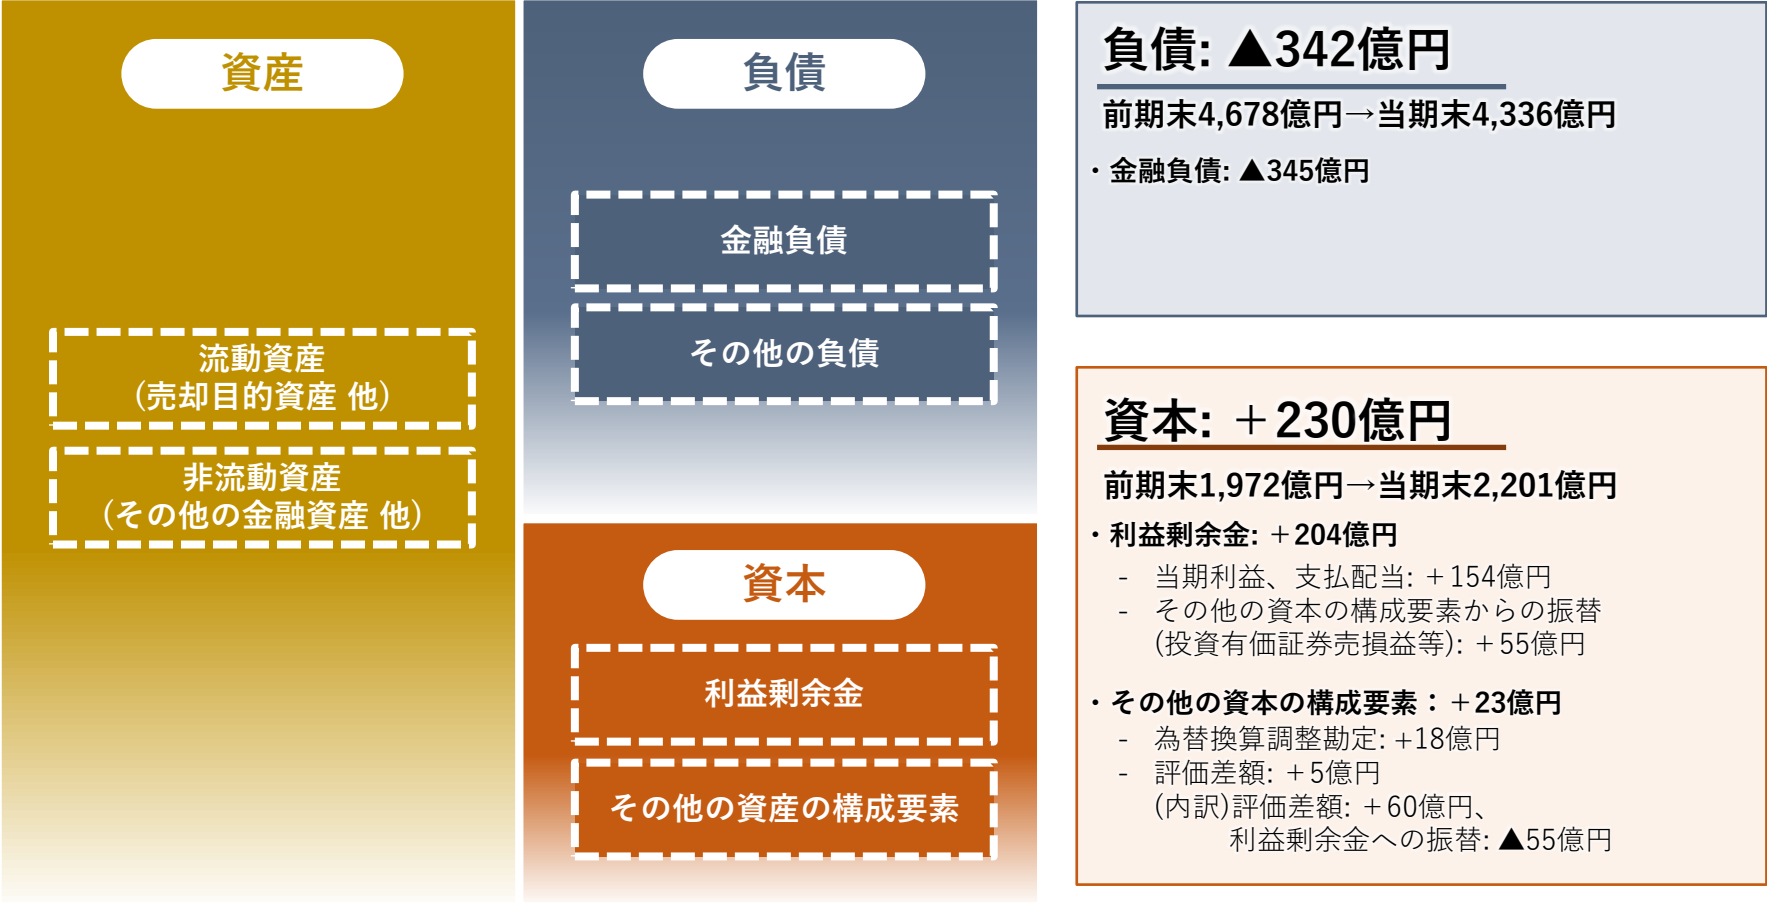 資産
流動資産
(売却目的資産 他)
非流動資産
(その他の金融資産 他)
負債
金融負債
その他の負債
資本
利益剰余金
その他の資産の構成要素
負債: ▲342億円
前期末4,678億円→当期末4,336億円
・金融負債: ▲345億円
資本: ＋230億円
前期末1,972億円→当期末2,201億円
・利益剰余金: ＋204億円
- 当期利益、支払配当: ＋154億円
- その他の資本の構成要素からの振替
(投資有価証券売損益等): ＋55億円
・その他の資本の構成要素：＋23億円
- 為替換算調整勘定: +18億円
- 評価差額: ＋5億円
(内訳)評価差額: ＋60億円、
利益剰余金への振替: ▲55億円